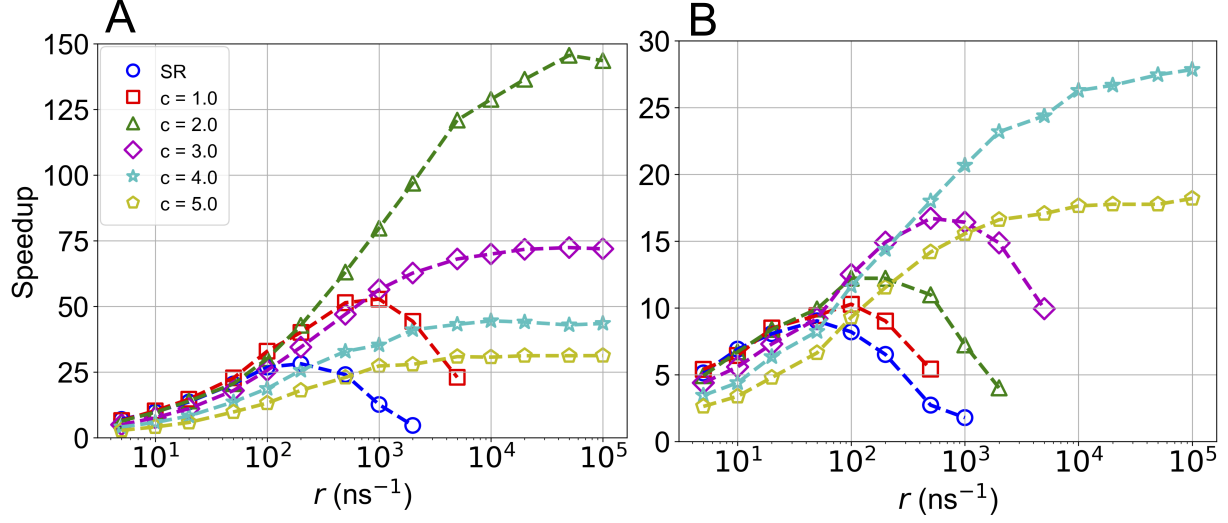 A
150
125
100
75
50
25
0
Speedup
SR
c = 1.0
c = 2.0
c = 3.0
c = 4.0
c = 5.0
10¹ 10² 10³ 10⁴ 10⁵
r (ns⁻¹)
B
30
25
20
15
10
5
0
10¹ 10² 10³ 10⁴ 10⁵
r (ns⁻¹)